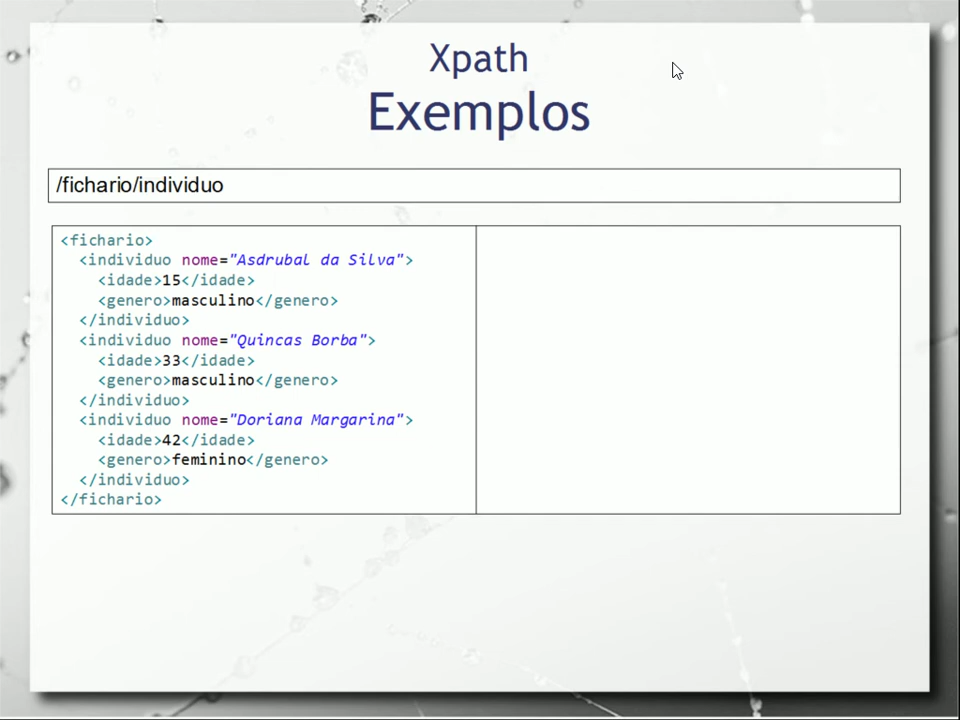 Xpath
Exemplos
/fichario/individuo
<fichario>
<individuo nome="Asdrubal da Silva">
<idade>15</idade>
<genero>masculino</genero>
</individuo>
<individuo nome="Quincas Borba">
<idade>33</idade>
<genero>masculino</genero>
</individuo>
<individuo nome="Doriana Margarina">
<idade>42</idade>
<genero>feminino</genero>
</individuo>
</fichario>